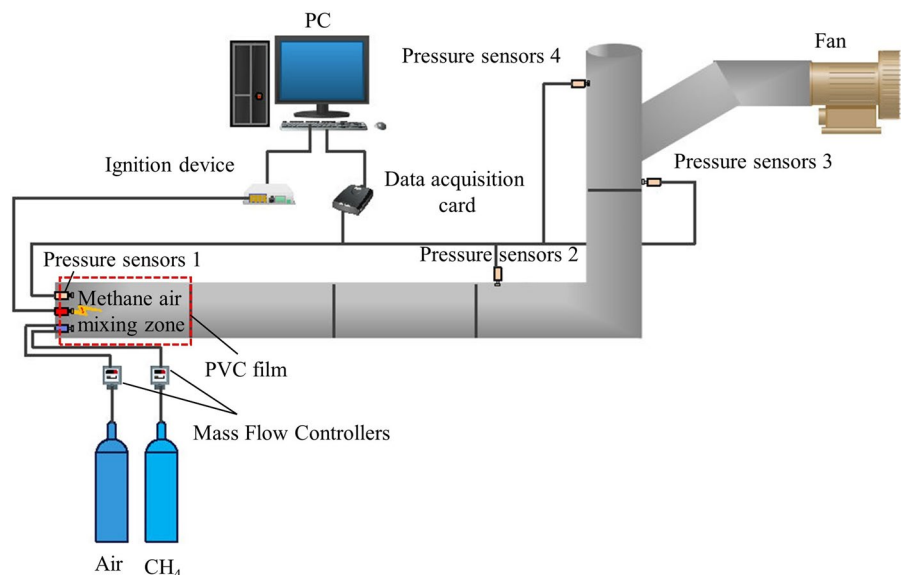 PC
Pressure sensors 4
Fan
Ignition device
Data acquisition
card
Pressure sensors 3
Pressure sensors 2
Pressure sensors 1
Methane air
mixing zone
PVC film
Mass Flow Controllers
Air
CH₄